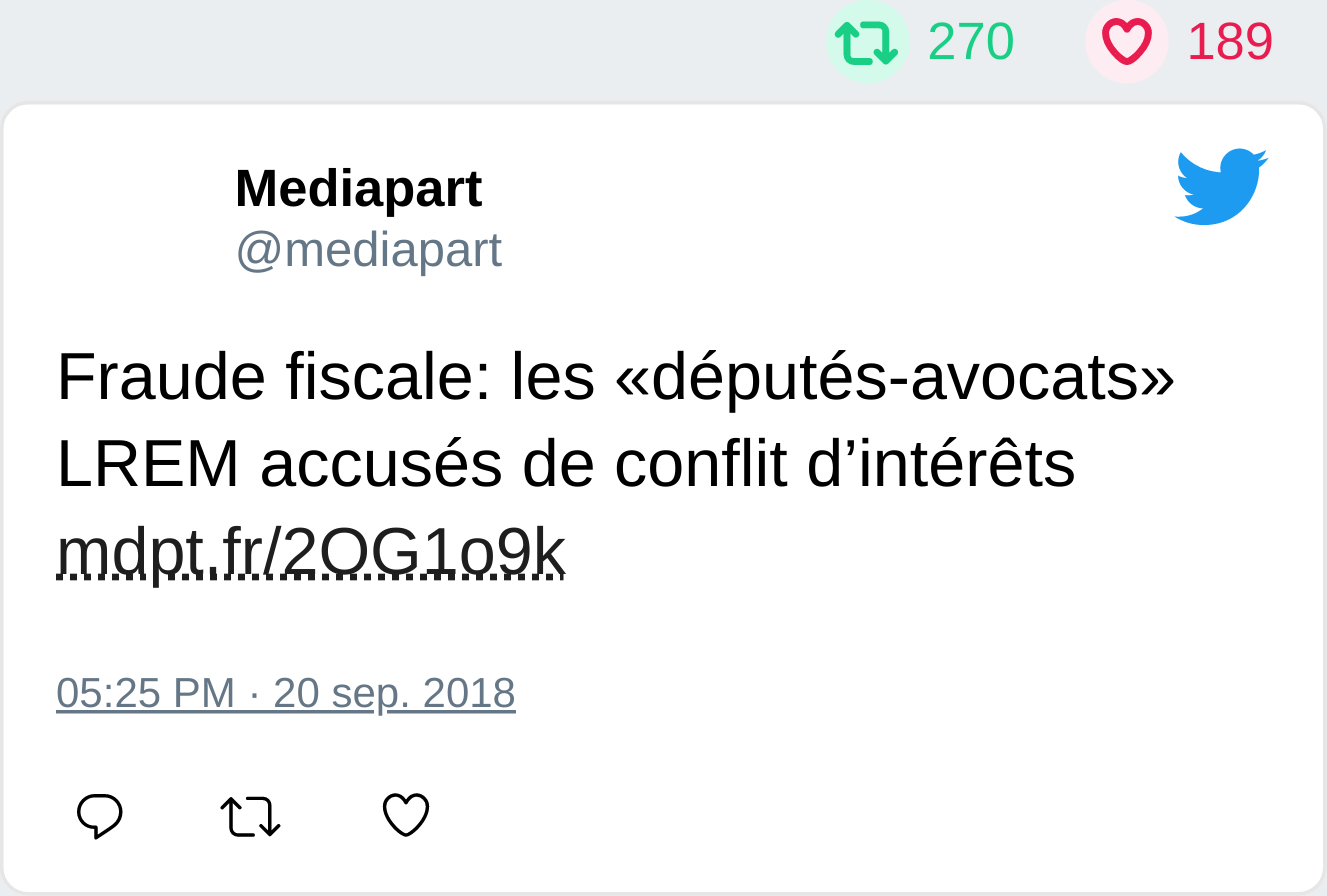 270 189
Mediapart
@mediapart
Fraude fiscale: les «députés-avocats»
LREM accusés de conflit d’intérêts
mdpt.fr/2OG1o9k
05:25 PM · 20 sep. 2018